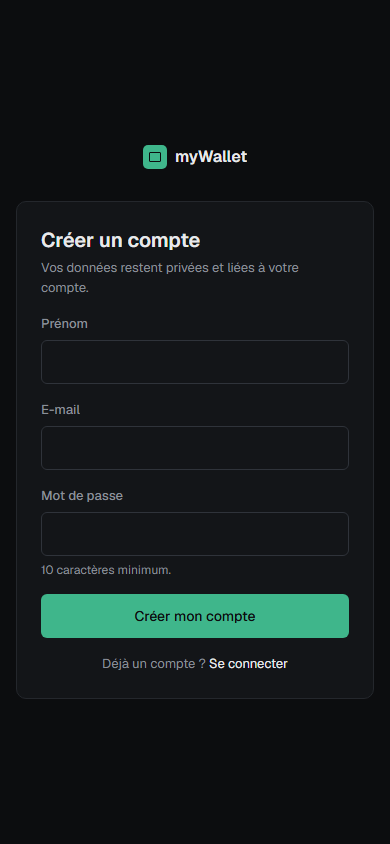 myWallet
Créer un compte
Vos données restent privées et liées à votre
compte.
Prénom
E-mail
Mot de passe
10 caractères minimum.
Créer mon compte
Déjà un compte ? Se connecter